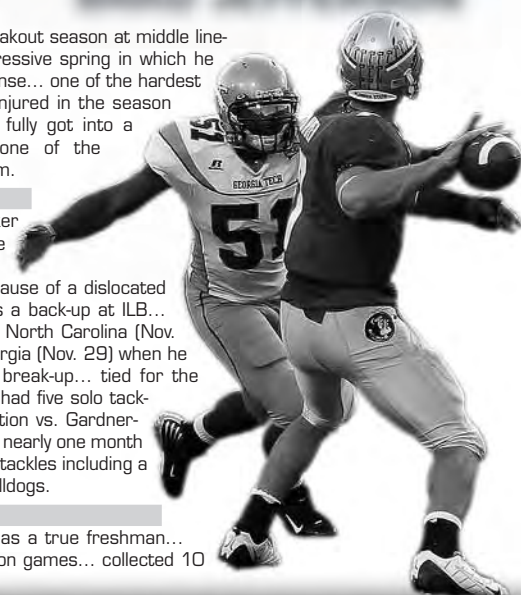 akout season at middle line-
ressive spring in which he
nse... one of the hardest
njured in the season
fully got into a
one of the
m.
er
e
ause of a dislocated
s a back-up at ILB...
North Carolina (Nov.
rgia (Nov. 29) when he
break-up... tied for the
had five solo tack-
tion vs. Gardner-
nearly one month
tackles including a
lldogs.
as a true freshman...
on games... collected 10
GEORGIA TECH
51
51